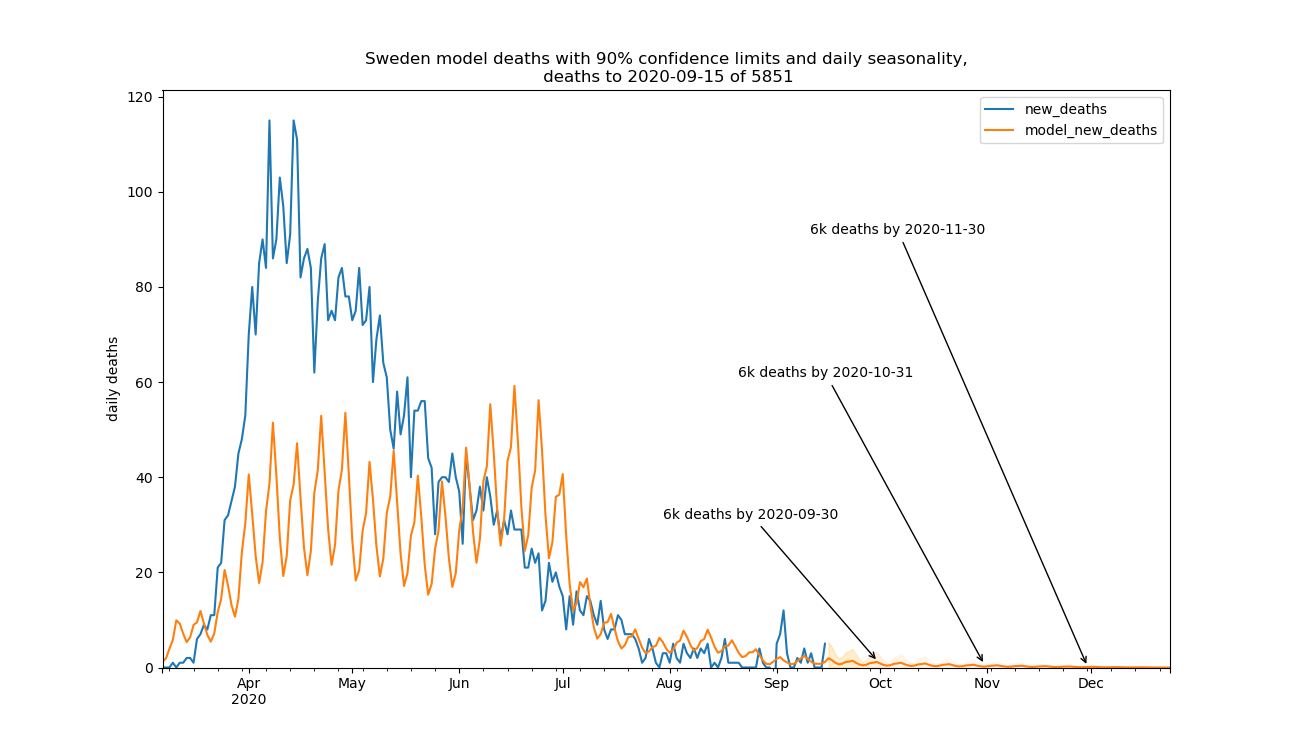 Sweden model deaths with 90% confidence limits and daily seasonality,
deaths to 2020-09-15 of 5851
new_deaths
model_new_deaths
120
100
80
60
40
20
0
daily deaths
6k deaths by 2020-11-30
6k deaths by 2020-10-31
6k deaths by 2020-09-30
Apr May Jun Jul Aug Sep Oct Nov Dec
2020